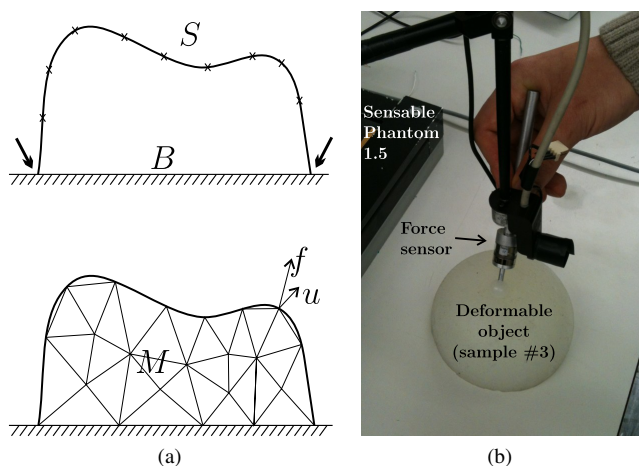 S
B
f
u
M
(a)
Sensable
Phantom
1.5
Force
sensor
Deformable
object
(sample #3)
(b)